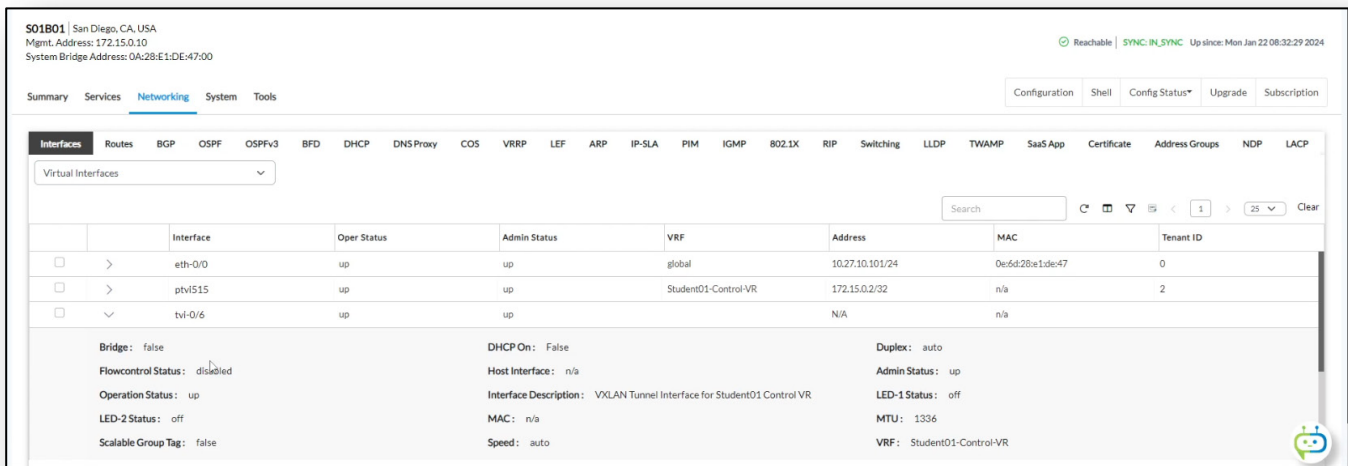 S01B01 | San Diego, CA, USA
Mgmt. Address: 172.15.0.10
System Bridge Address: 0A:28:E1:DE:47:00
Reachable | SYNC: IN_SYNC Up since: Mon Jan 22 08:32:29 2024
Summary Services Networking System Tools
Configuration Shell Config Status Upgrade Subscription
Interfaces Routes BGP OSPF OSPFv3 BFD DHCP DNS Proxy COS VRRP LEF ARP IP-SLA PIM IGMP 802.1X RIP Switching LLDP TWAMP SaaS App Certificate Address Groups NDP LACP
Virtual Interfaces
Search 1 25 Clear
Interface Oper Status Admin Status VRF Address MAC Tenant ID
eth-0/0 up up global 10.27.10.101/24 0e:6d:28:e1:de:47 0
ptvi515 up up Student01-Control-VR 172.15.0.2/32 n/a 2
tvi-0/6 up up N/A n/a
Bridge : false DHCP On : False Duplex : auto
Flowcontrol Status : disabled Host Interface : n/a Admin Status : up
Operation Status : up Interface Description : VXLAN Tunnel Interface for Student01 Control VR LED-1 Status : off
LED-2 Status : off MAC : n/a MTU : 1336
Scalable Group Tag : false Speed : auto VRF : Student01-Control-VR